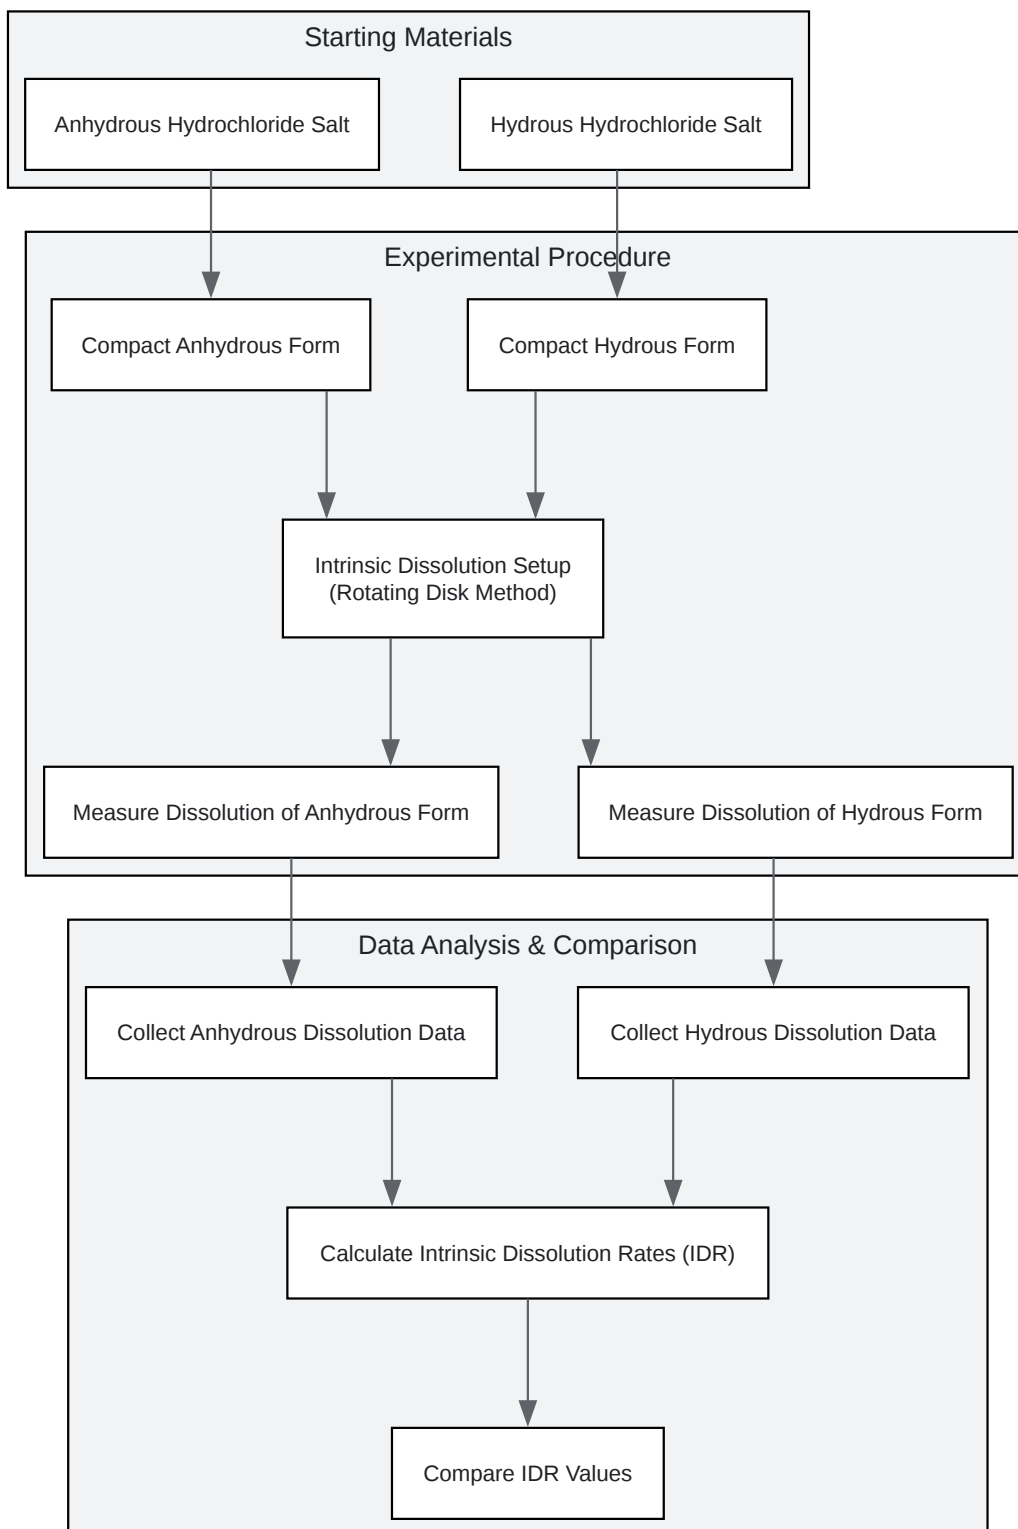 Starting Materials
Anhydrous Hydrochloride Salt
Hydrous Hydrochloride Salt
Experimental Procedure
Compact Anhydrous Form
Compact Hydrous Form
Intrinsic Dissolution Setup
(Rotating Disk Method)
Measure Dissolution of Anhydrous Form
Measure Dissolution of Hydrous Form
Data Analysis & Comparison
Collect Anhydrous Dissolution Data
Collect Hydrous Dissolution Data
Calculate Intrinsic Dissolution Rates (IDR)
Compare IDR Values